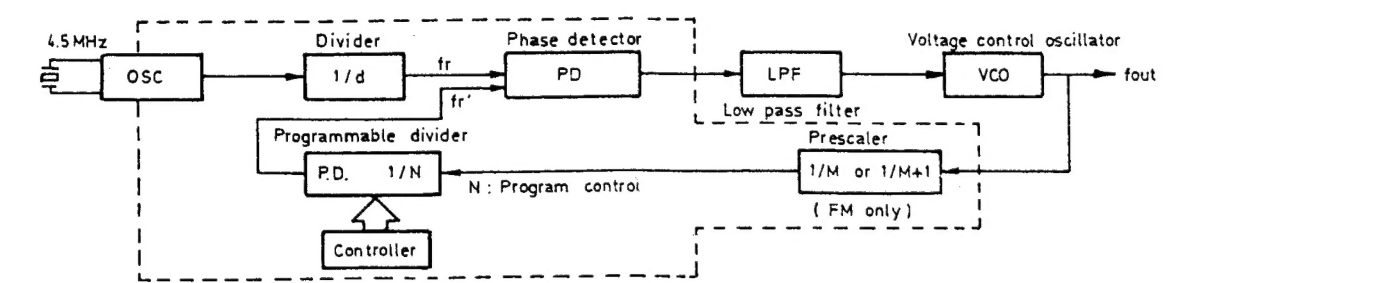 4.5MHz
Divider
Phase detector
Voltage control oscillator
OSC
1/d
fr
PD
LPF
VCO
fout
fr'
Low pass filter
Programmable divider
Prescaler
P.D. 1/N
1/M or 1/M+1
N : Program control
( FM only )
Controller